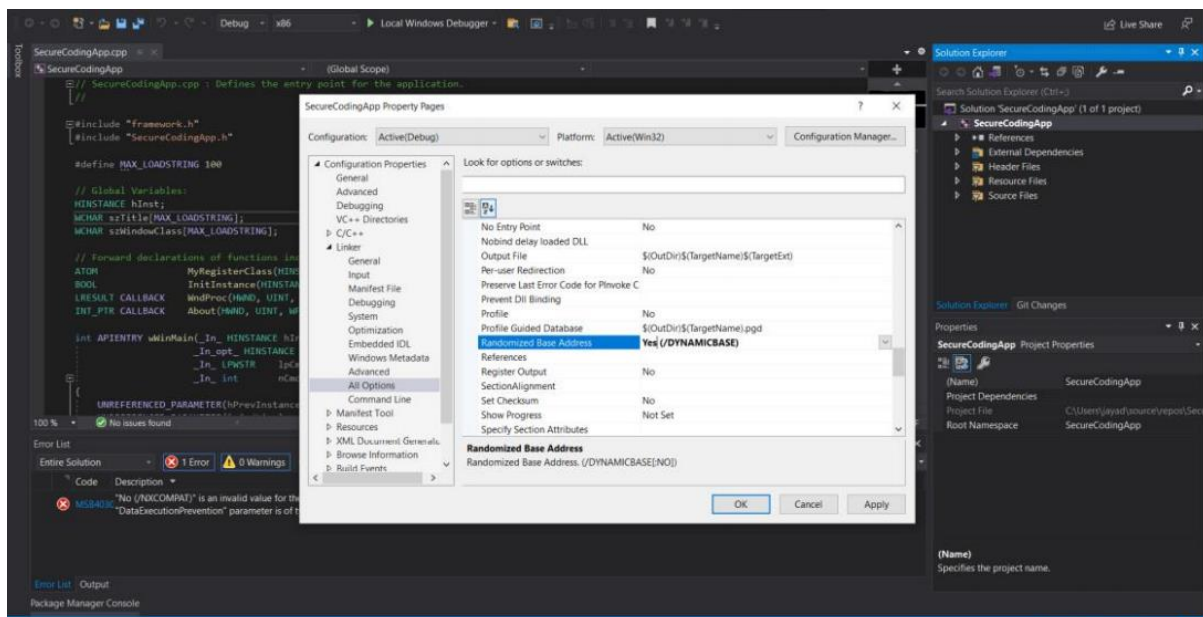 Debug x86 Local Windows Debugger Live Share
Toolbox
SecureCodingApp.cpp
SecureCodingApp (Global Scope)
// SecureCodingApp.cpp : Defines the entry point for the application.
//
#include "framework.h"
#include "SecureCodingApp.h"
#define MAX_LOADSTRING 100
// Global Variables:
HINSTANCE hInst;
WCHAR szTitle[MAX_LOADSTRING];
WCHAR szWindowClass[MAX_LOADSTRING];
// Forward declarations of functions inc
ATOM MyRegisterClass(HINS
BOOL InitInstance(HINSTAN
LRESULT CALLBACK WndProc(HWND, UINT,
INT_PTR CALLBACK About(HWND, UINT, WP
int APIENTRY wWinMain(_In_ HINSTANCE hIn
_In_opt_ HINSTANCE
_In_ LPWSTR lpCm
_In_ int nCmd
{
UNREFERENCED_PARAMETER(hPrevInstance
100 % No issues found
Error List
Entire Solution 1 Error 0 Warnings
Code Description
"No (/NXCOMPAT)" is an invalid value for the
"DataExecutionPrevention" parameter is of t
Error List Output
Package Manager Console
SecureCodingApp Property Pages ? ×
Configuration: Active(Debug) Platform: Active(Win32) Configuration Manager...
Configuration Properties
General
Advanced
Debugging
VC++ Directories
C/C++
Linker
General
Input
Manifest File
Debugging
System
Optimization
Embedded IDL
Windows Metadata
Advanced
All Options
Command Line
Manifest Tool
Resources
XML Document Generato
Browse Information
Build Events
Look for options or switches:
No Entry Point No
Nobind delay loaded DLL
Output File $(OutDir)$(TargetName)$(TargetExt)
Per-user Redirection No
Preserve Last Error Code for PInvoke C
Prevent Dll Binding
Profile No
Profile Guided Database $(OutDir)$(TargetName).pgd
Randomized Base Address Yes (/DYNAMICBASE)
References
Register Output No
SectionAlignment
Set Checksum No
Show Progress Not Set
Specify Section Attributes
Randomized Base Address
Randomized Base Address. (/DYNAMICBASE[:NO])
OK Cancel Apply
Solution Explorer
Search Solution Explorer (Ctrl+;)
Solution 'SecureCodingApp' (1 of 1 project)
SecureCodingApp
References
External Dependencies
Header Files
Resource Files
Source Files
Solution Explorer Git Changes
Properties
SecureCodingApp Project Properties
(Name) SecureCodingApp
Project Dependencies
Project File C:\Users\jayad\source\repos\Sec
Root Namespace SecureCodingApp
(Name)
Specifies the project name.